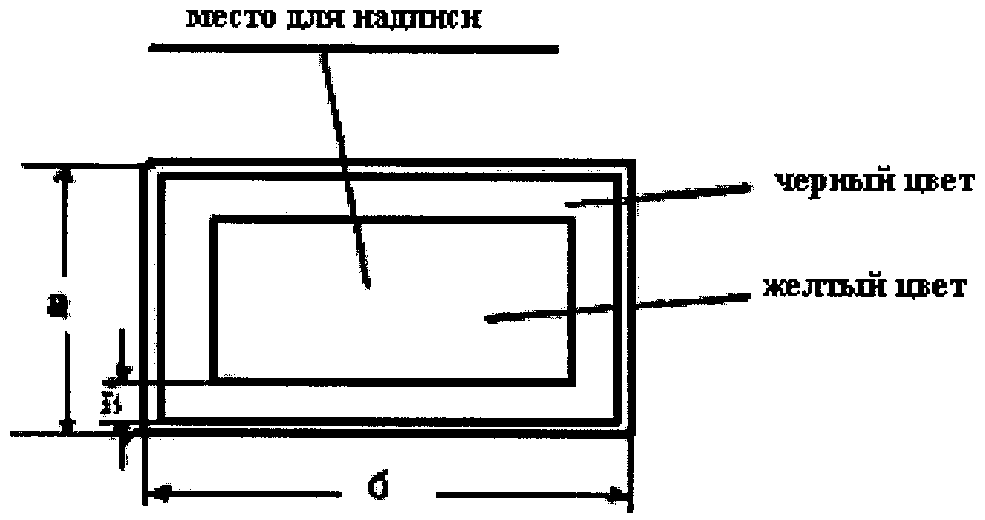 место для надписи
черный цвет
желтый цвет
б